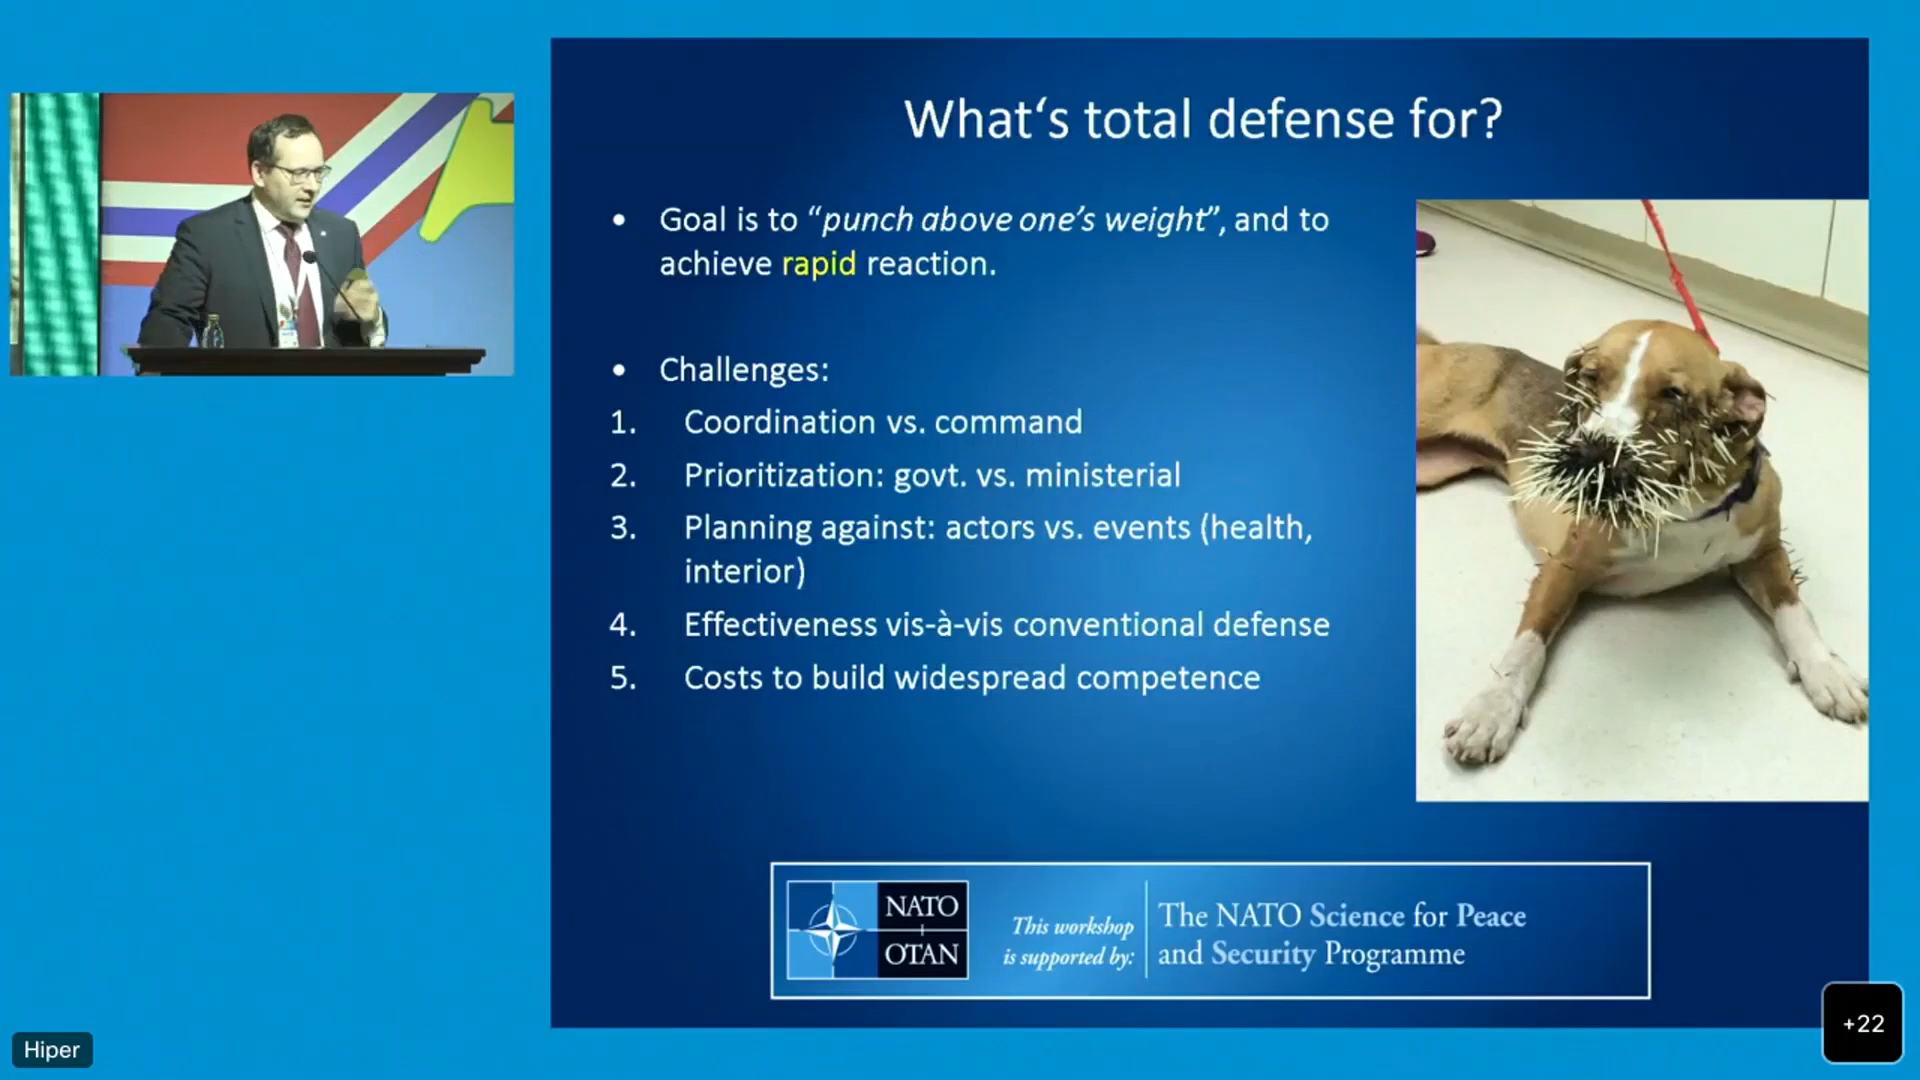 What‘s total defense for?
• Goal is to “punch above one’s weight”, and to
achieve rapid reaction.
• Challenges:
1. Coordination vs. command
2. Prioritization: govt. vs. ministerial
3. Planning against: actors vs. events (health,
interior)
4. Effectiveness vis-à-vis conventional defense
5. Costs to build widespread competence
NATO
OTAN
This workshop
is supported by:
The NATO Science for Peace
and Security Programme
+22
Hiper